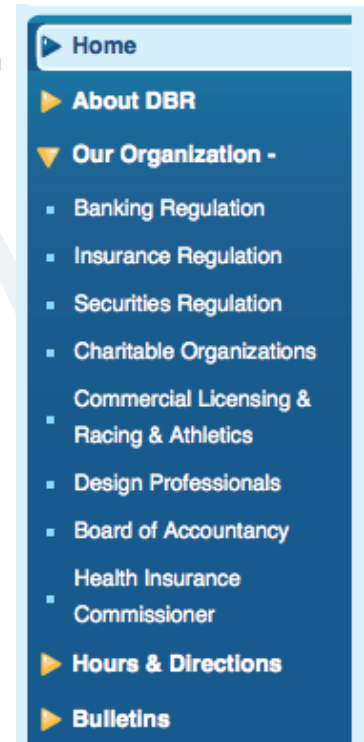 Home
About DBR
Our Organization -
Banking Regulation
Insurance Regulation
Securities Regulation
Charitable Organizations
Commercial Licensing &
Racing & Athletics
Design Professionals
Board of Accountancy
Health Insurance
Commissioner
Hours & Directions
Bulletins